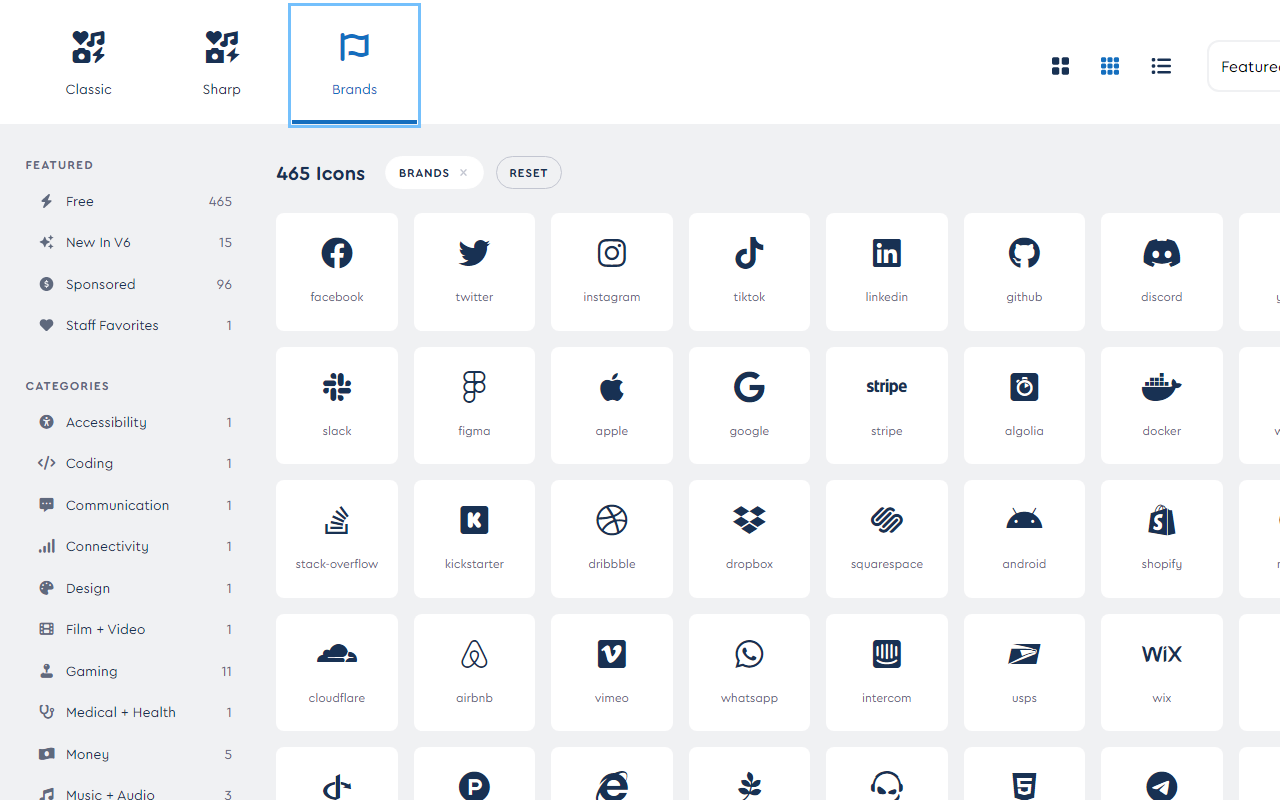 Classic
Sharp
Brands
Feature
FEATURED
Free 465
New In V6 15
Sponsored 96
Staff Favorites 1
CATEGORIES
Accessibility 1
Coding 1
Communication 1
Connectivity 1
Design 1
Film + Video 1
Gaming 11
Medical + Health 1
Money 5
Music + Audio 3
465 Icons
BRANDS ×
RESET
facebook twitter instagram tiktok linkedin github discord
slack figma apple google stripe stripe algolia docker
stack-overflow kickstarter dribbble dropbox squarespace android shopify
cloudflare airbnb vimeo whatsapp intercom usps WiX wix